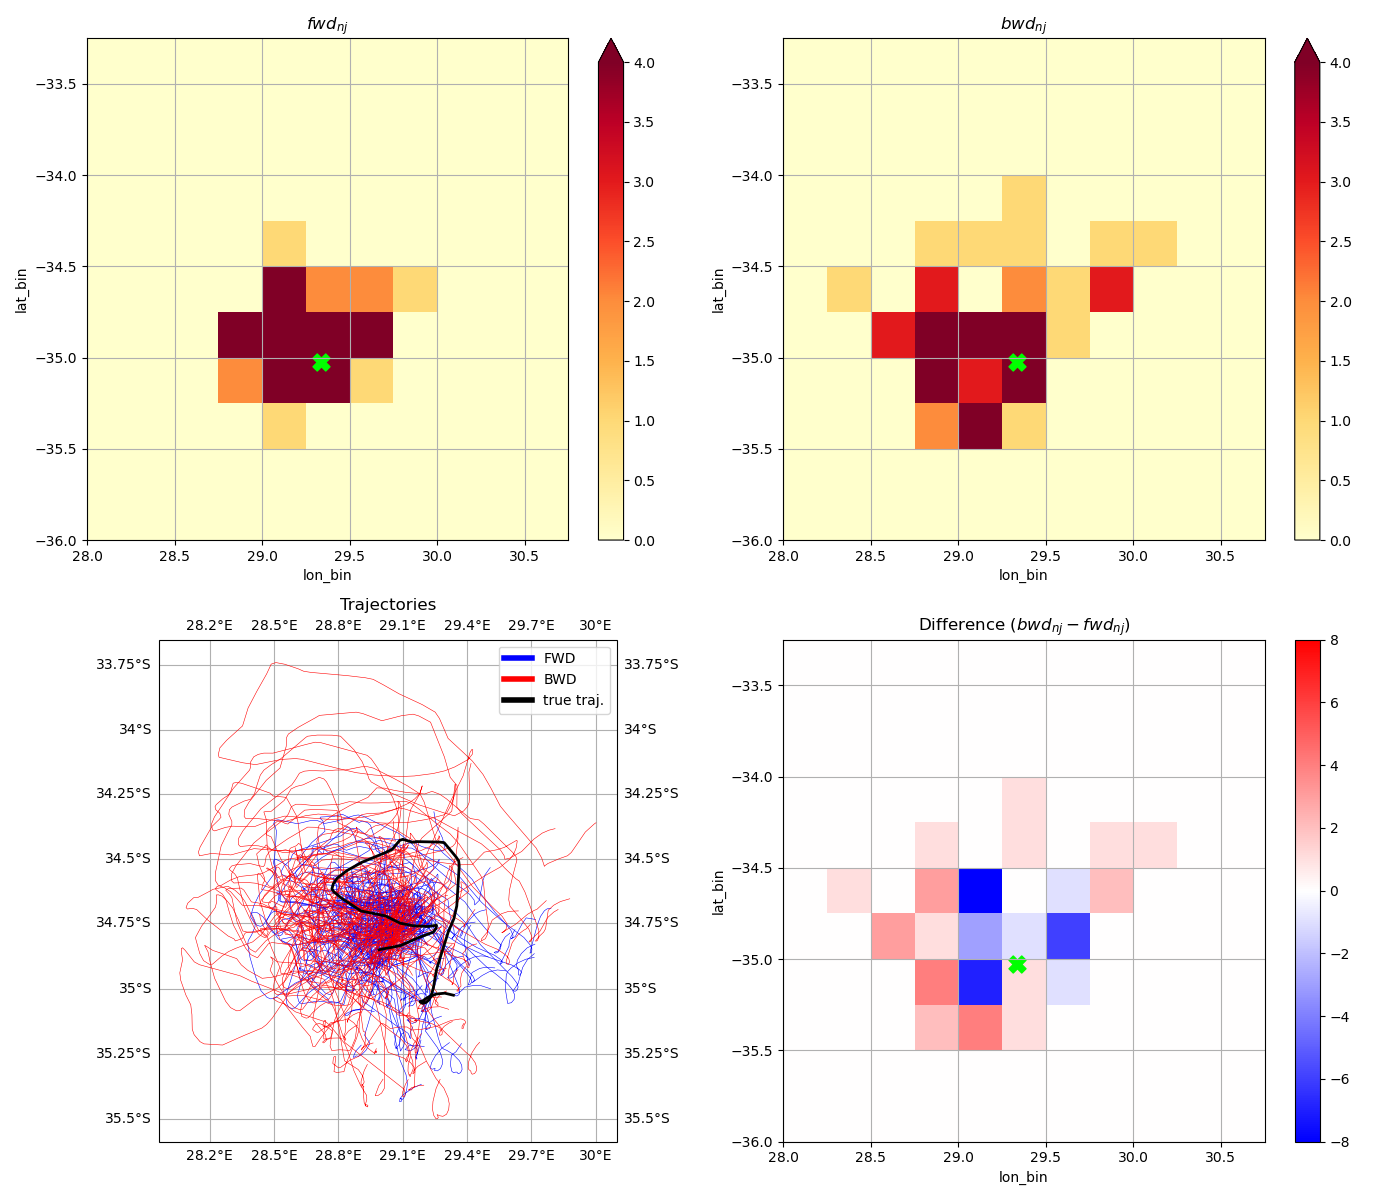 fwd_nj
4.0
3.5
3.0
2.5
2.0
1.5
1.0
0.5
0.0
−33.5
−34.0
−34.5
−35.0
−35.5
−36.0
lat_bin
28.0 28.5 29.0 29.5 30.0 30.5
lon_bin
bwd_nj
4.0
3.5
3.0
2.5
2.0
1.5
1.0
0.5
0.0
−33.5
−34.0
−34.5
−35.0
−35.5
−36.0
lat_bin
28.0 28.5 29.0 29.5 30.0 30.5
lon_bin
Trajectories
28.2°E 28.5°E 28.8°E 29.1°E 29.4°E 29.7°E 30°E
FWD
BWD
true traj.
33.75°S 33.75°S
34°S 34°S
34.25°S 34.25°S
34.5°S 34.5°S
34.75°S 34.75°S
35°S 35°S
35.25°S 35.25°S
35.5°S 35.5°S
28.2°E 28.5°E 28.8°E 29.1°E 29.4°E 29.7°E 30°E
Difference (bwd_nj − fwd_nj)
8
6
4
2
0
−2
−4
−6
−8
−33.5
−34.0
−34.5
−35.0
−35.5
−36.0
lat_bin
28.0 28.5 29.0 29.5 30.0 30.5
lon_bin